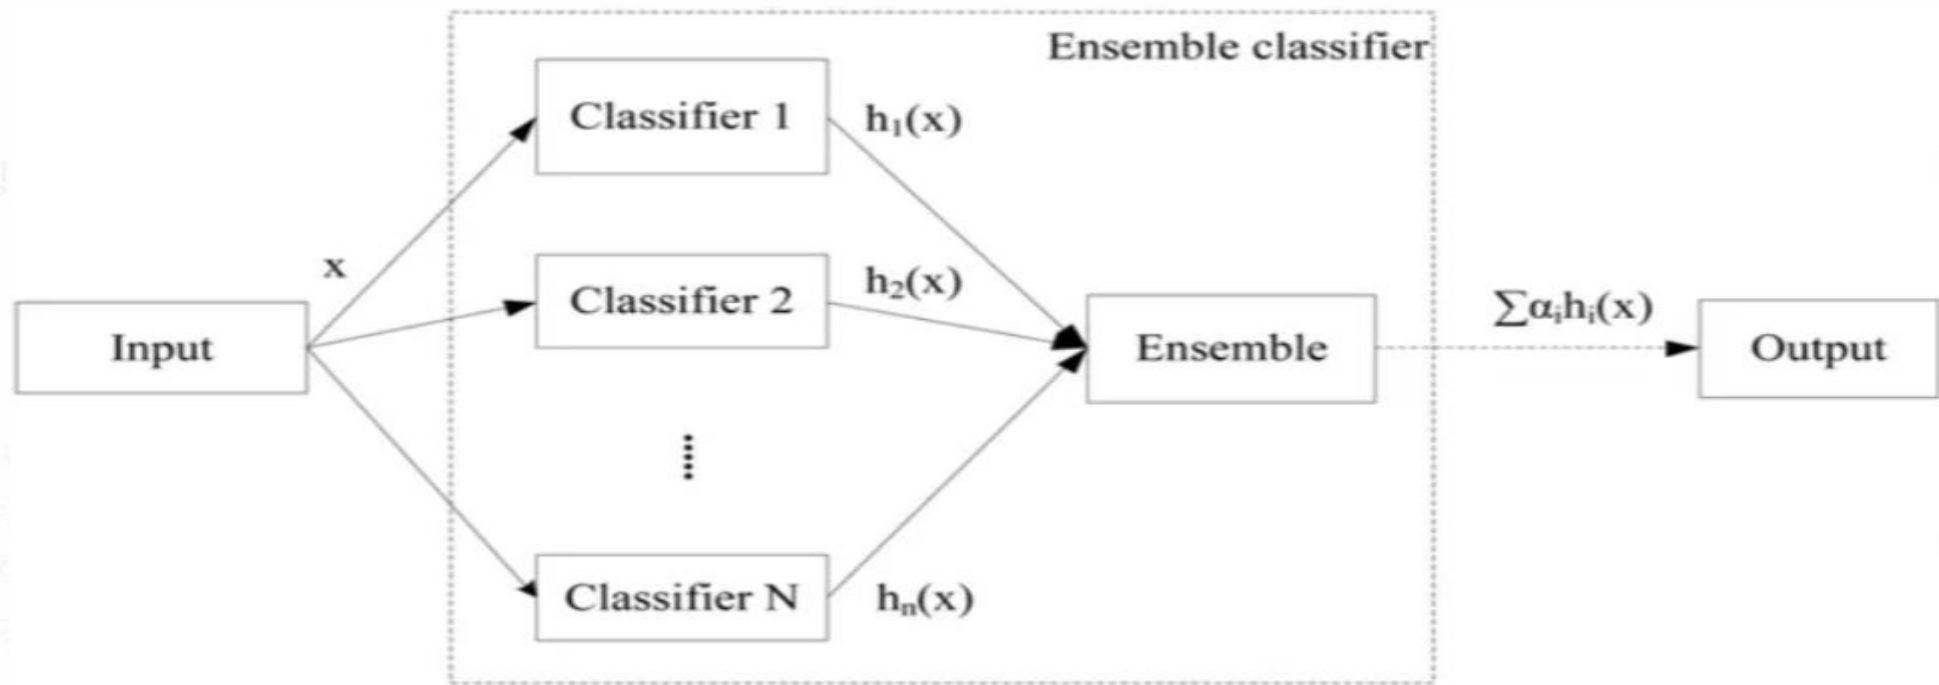 Ensemble classifier
Classifier 1
h₁(x)
x
Classifier 2
h₂(x)
Input
Ensemble
∑αᵢhᵢ(x)
Output
Classifier N
hₙ(x)